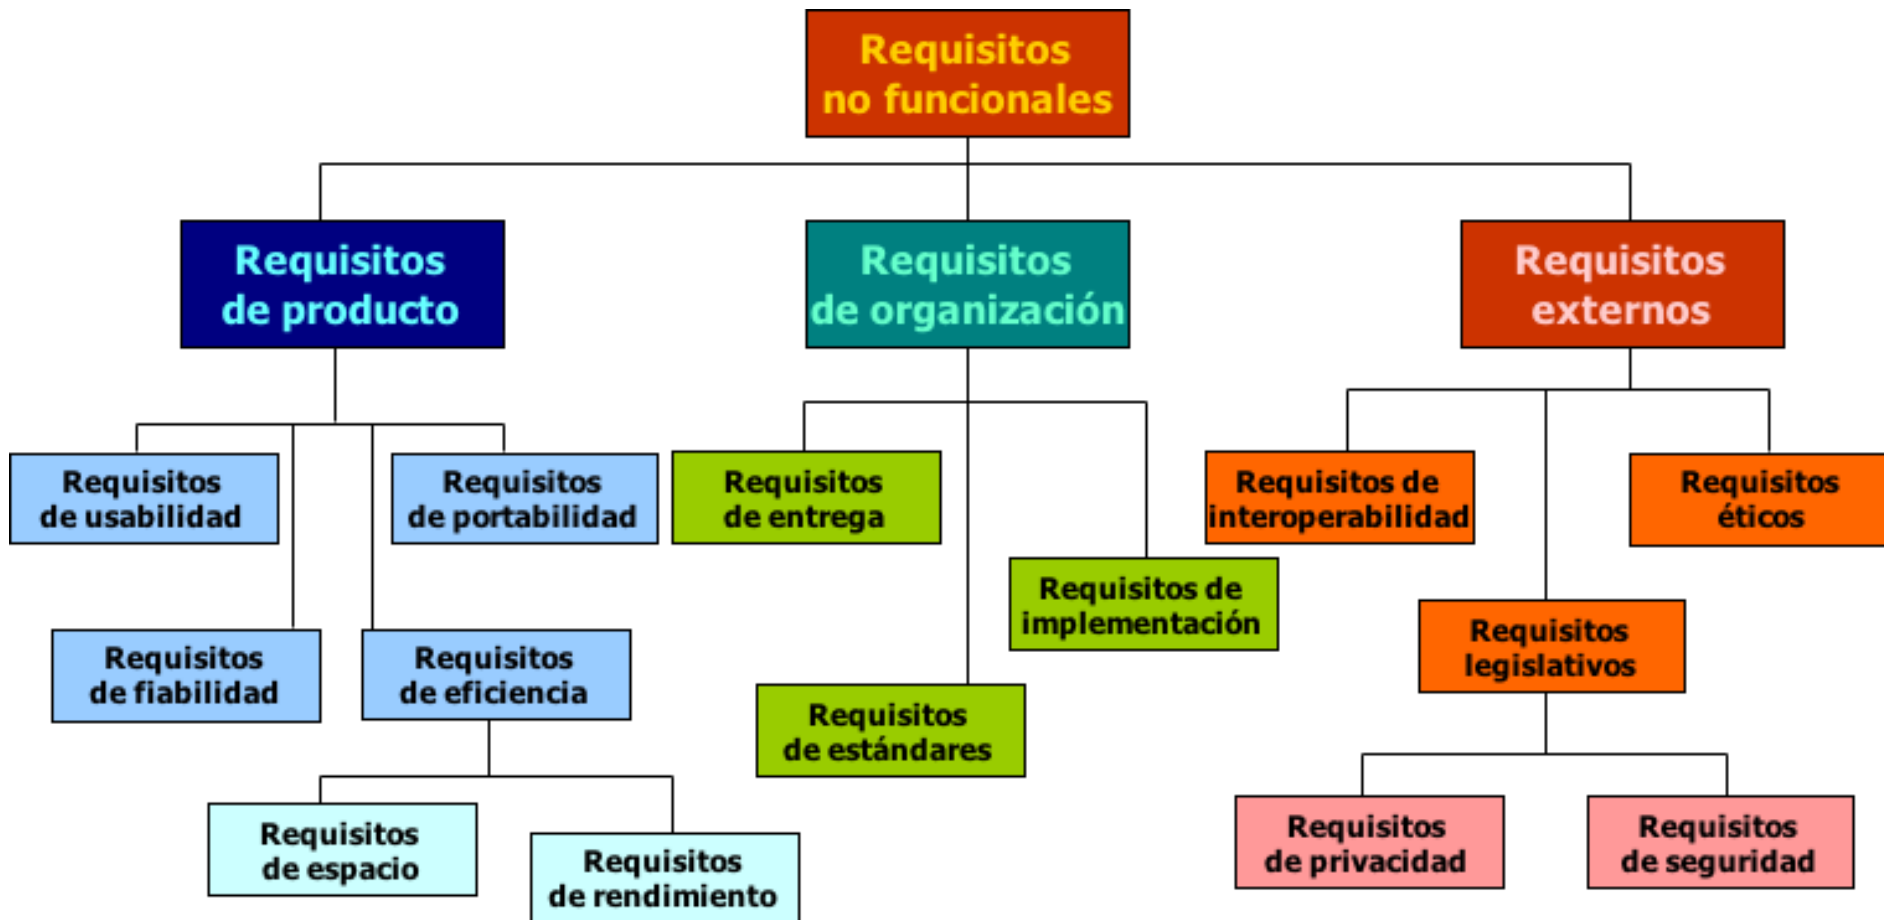 Requisitos
no funcionales
Requisitos
de producto
Requisitos
de organización
Requisitos
externos
Requisitos
de usabilidad
Requisitos
de portabilidad
Requisitos
de entrega
Requisitos de
interoperabilidad
Requisitos
éticos
Requisitos de
implementación
Requisitos
de fiabilidad
Requisitos
de eficiencia
Requisitos
legislativos
Requisitos
de estándares
Requisitos
de espacio
Requisitos
de rendimiento
Requisitos
de privacidad
Requisitos
de seguridad